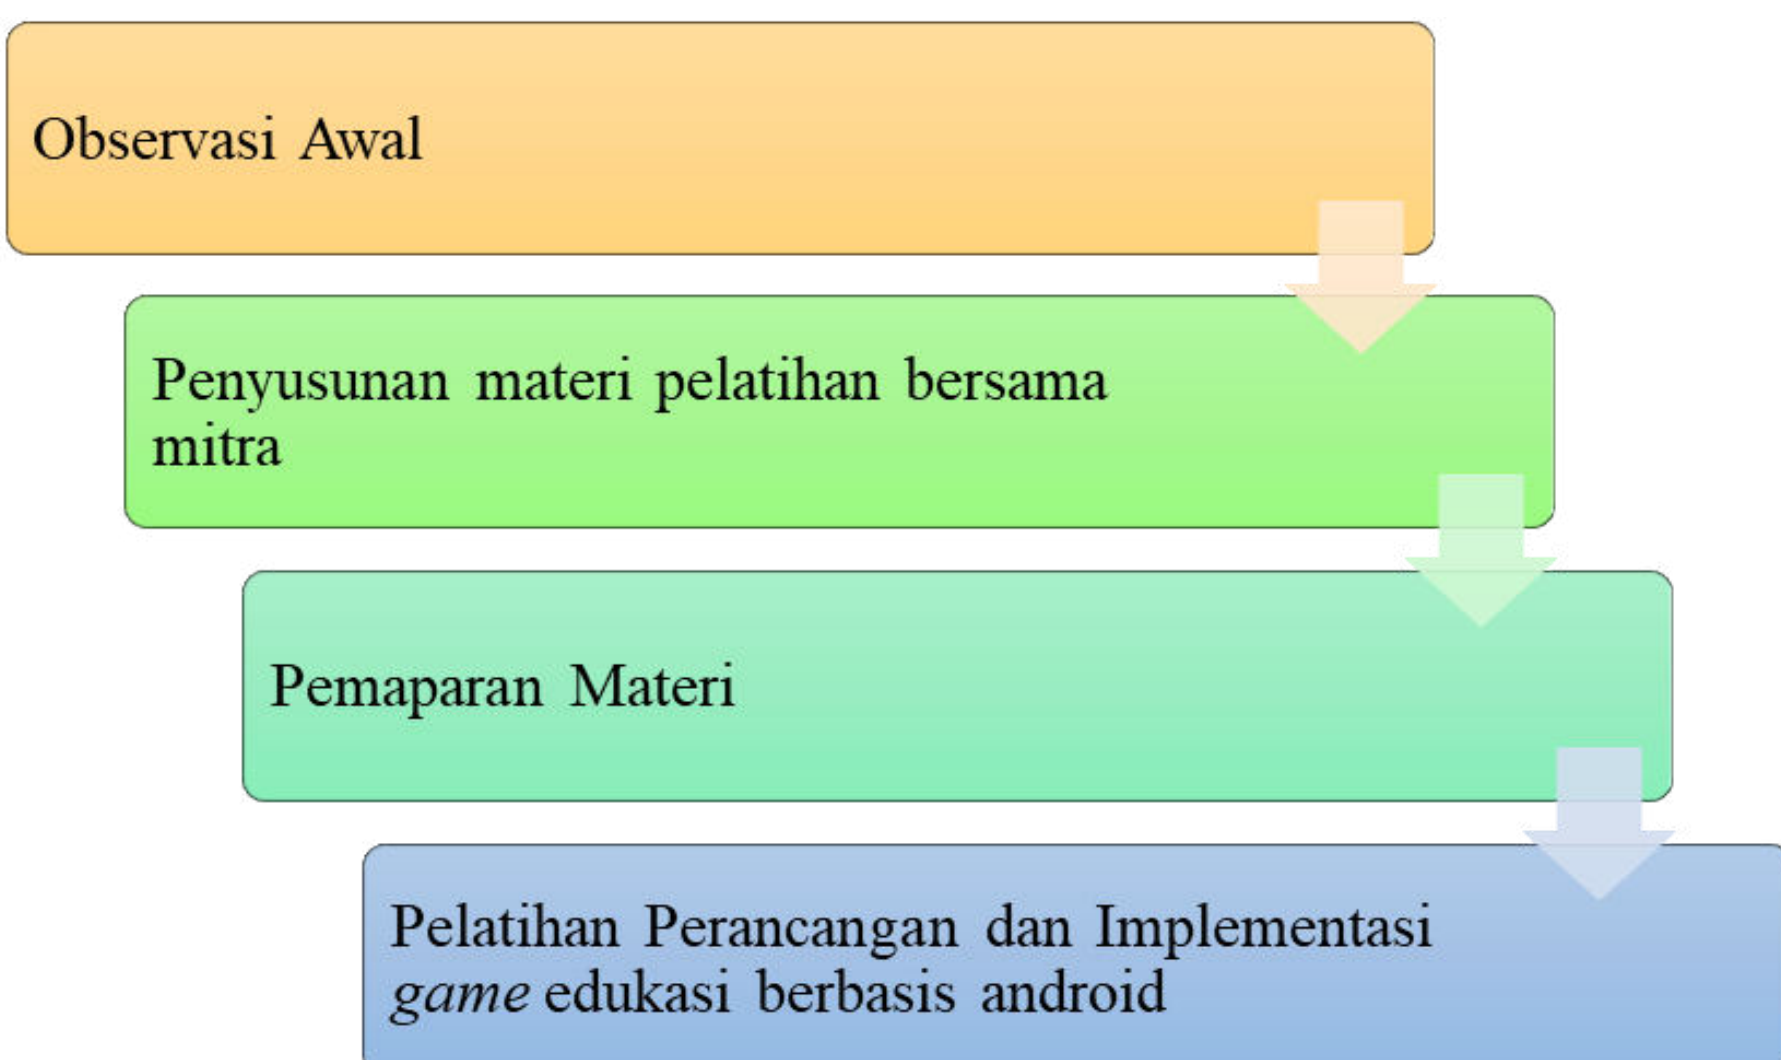 Observasi Awal
Penyusunan materi pelatihan bersama
mitra
Pemaparan Materi
Pelatihan Perancangan dan Implementasi
game edukasi berbasis android